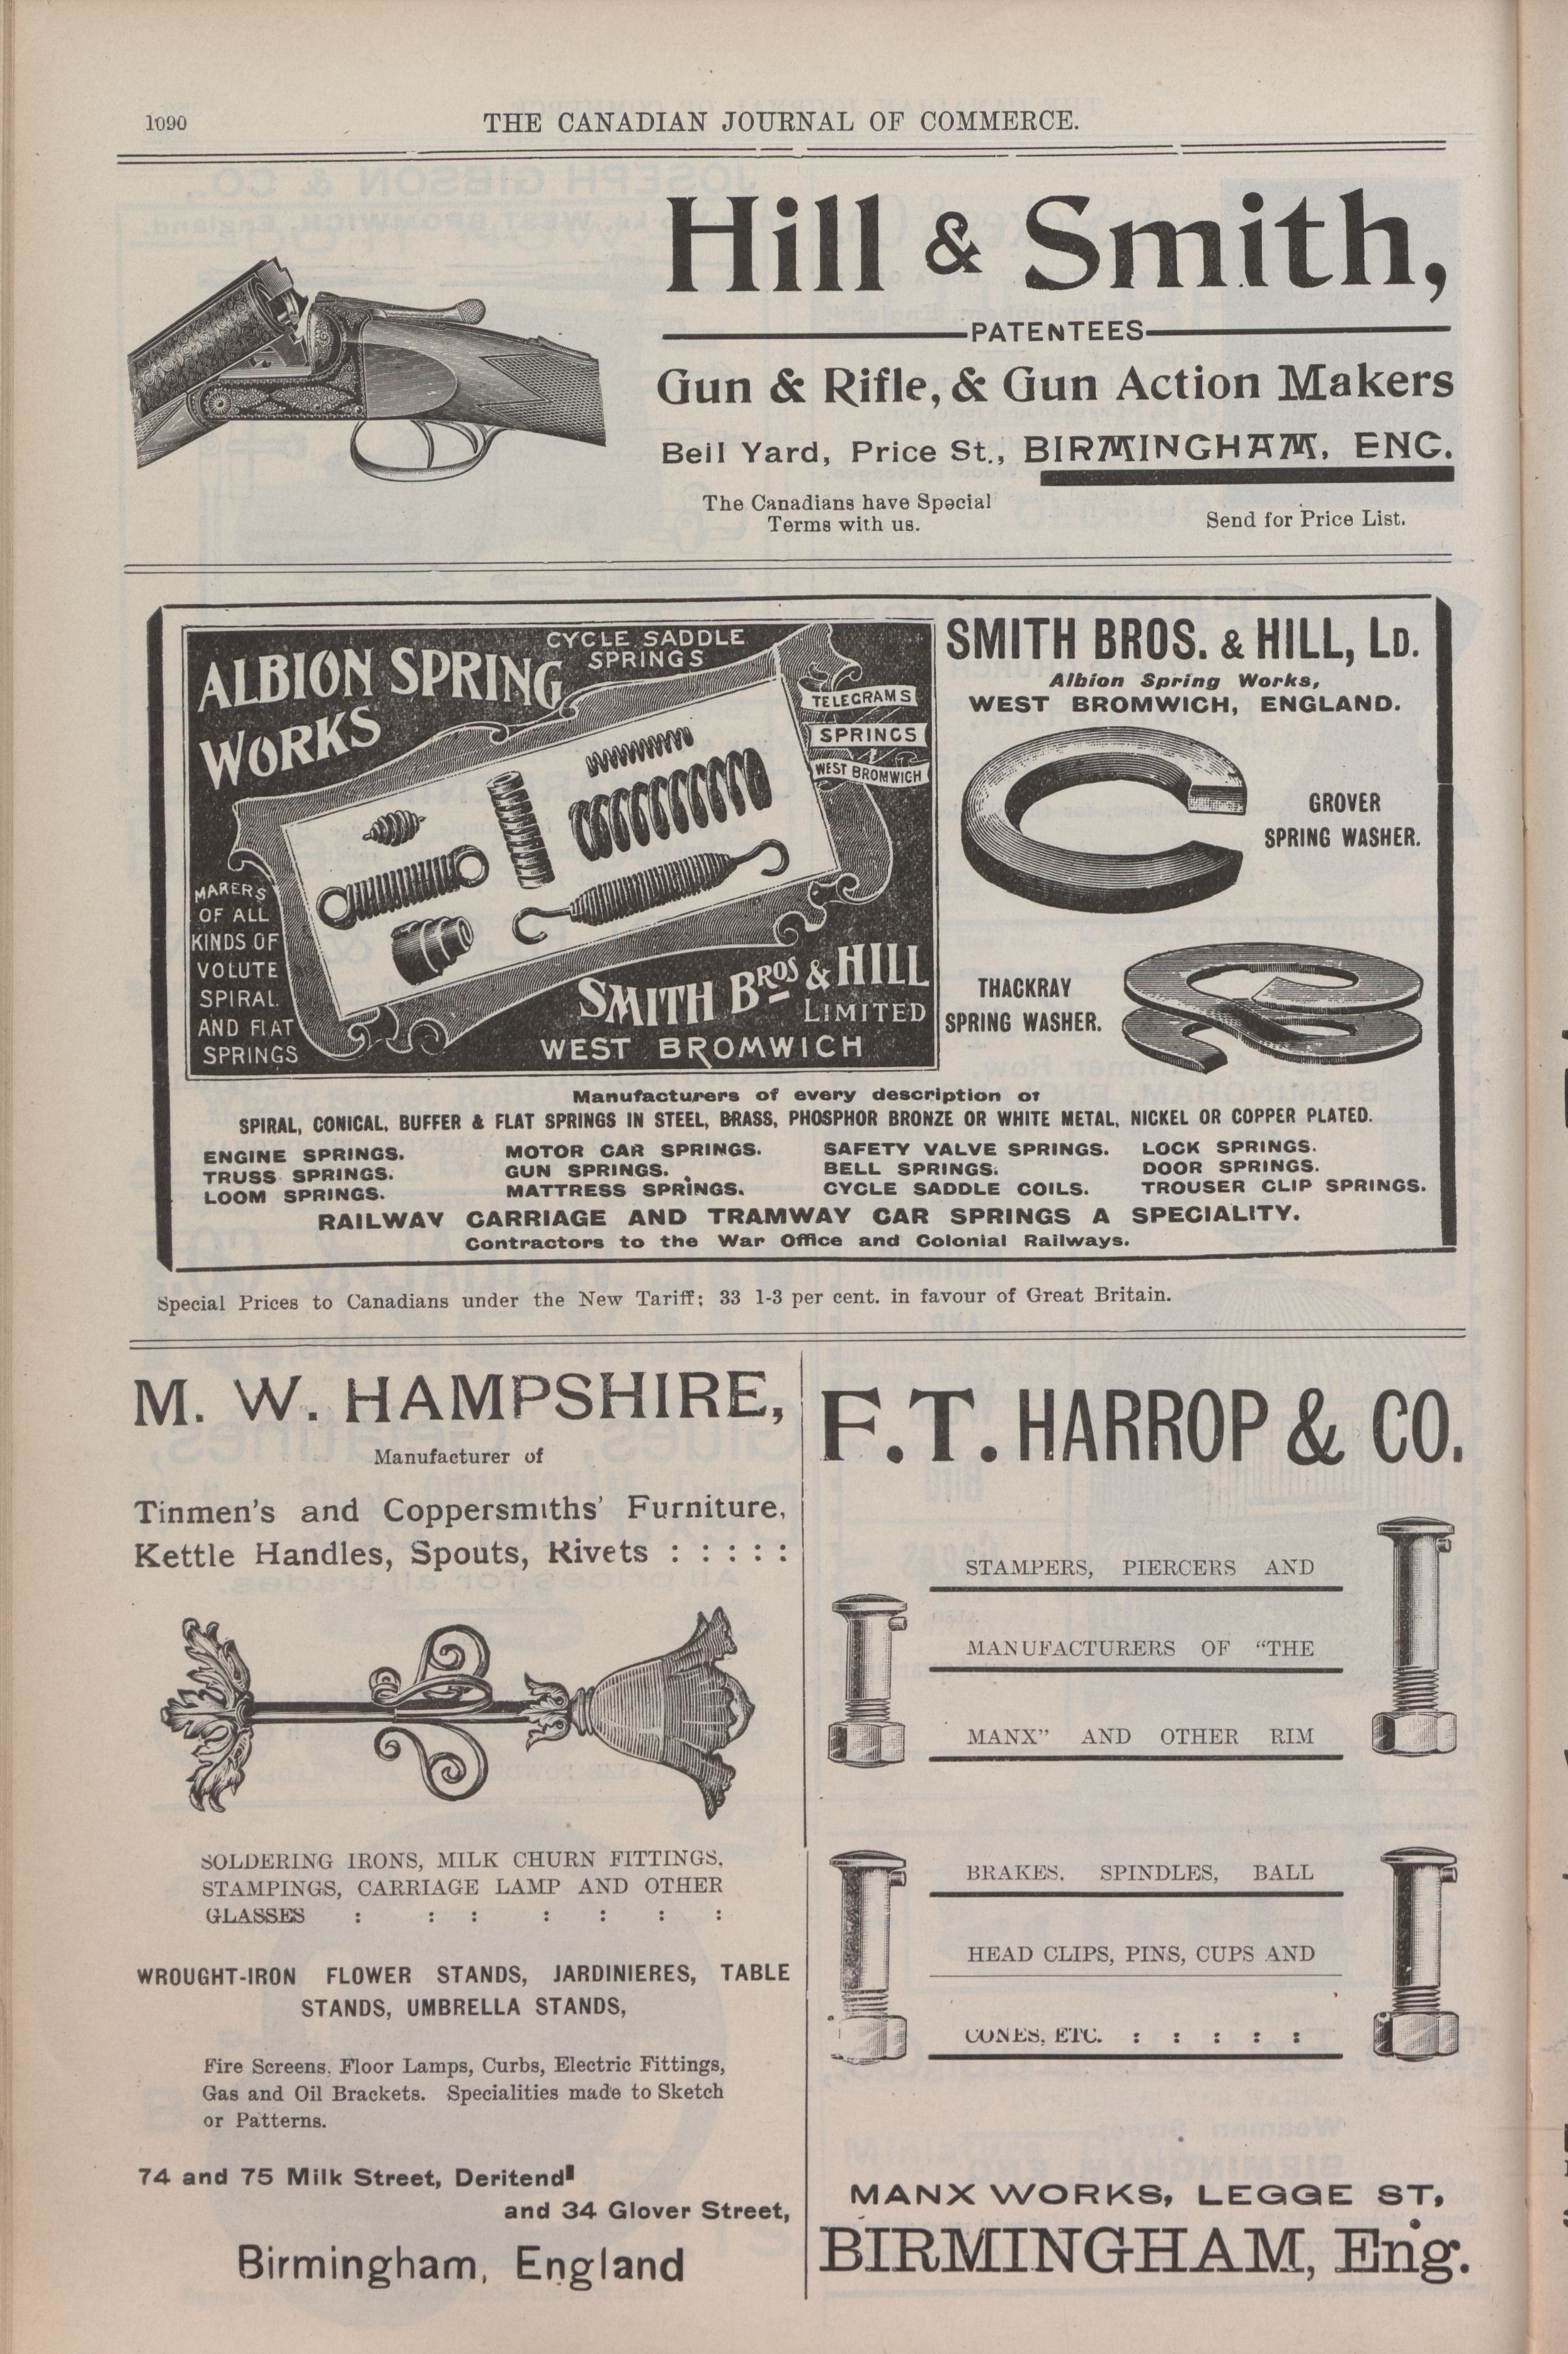 1090
THE CANADIAN JOURNAL OF COMMERCE.
Hill & Smith,
PATENTEES
Gun & Rifle, & Gun Action Makers
Bell Yard, Price St., BIRMINGHAM, ENG.
The Canadians have Special
Terms with us.
Send for Price List.
ALBION SPRING
WORKS
CYCLE SADDLE
SPRINGS
TELEGRAMS
SPRINGS
WEST BROMWICH
MAKERS
OF ALL
KINDS OF
VOLUTE
SPIRAL
AND FLAT
SPRINGS
SMITH BROS & HILL
LIMITED
WEST BROMWICH
SMITH BROS. & HILL, LD.
Albion Spring Works,
WEST BROMWICH, ENGLAND.
GROVER
SPRING WASHER.
THACKRAY
SPRING WASHER.
Manufacturers of every description of
SPIRAL, CONICAL, BUFFER & FLAT SPRINGS IN STEEL, BRASS, PHOSPHOR BRONZE OR WHITE METAL, NICKEL OR COPPER PLATED.
ENGINE SPRINGS. MOTOR CAR SPRINGS. SAFETY VALVE SPRINGS. LOCK SPRINGS.
TRUSS SPRINGS. GUN SPRINGS. BELL SPRINGS. DOOR SPRINGS.
LOOM SPRINGS. MATTRESS SPRINGS. CYCLE SADDLE COILS. TROUSER CLIP SPRINGS.
RAILWAY CARRIAGE AND TRAMWAY CAR SPRINGS A SPECIALITY.
Contractors to the War Office and Colonial Railways.
Special Prices to Canadians under the New Tariff; 33 1-3 per cent. in favour of Great Britain.
M. W. HAMPSHIRE,
Manufacturer of
Tinmen's and Coppersmiths' Furniture,
Kettle Handles, Spouts, Rivets : : : : :
SOLDERING IRONS, MILK CHURN FITTINGS,
STAMPINGS, CARRIAGE LAMP AND OTHER
GLASSES : : : : : : :
WROUGHT-IRON FLOWER STANDS, JARDINIERES, TABLE
STANDS, UMBRELLA STANDS,
Fire Screens, Floor Lamps, Curbs, Electric Fittings,
Gas and Oil Brackets. Specialities made to Sketch
or Patterns.
74 and 75 Milk Street, Deritend
and 34 Glover Street,
Birmingham, England
F. T. HARROP & CO.
STAMPERS, PIERCERS AND
MANUFACTURERS OF "THE
MANX" AND OTHER RIM
BRAKES, SPINDLES, BALL
HEAD CLIPS, PINS, CUPS AND
CONES, ETC. : : : : :
MANX WORKS, LEGGE ST,
BIRMINGHAM, Eng.